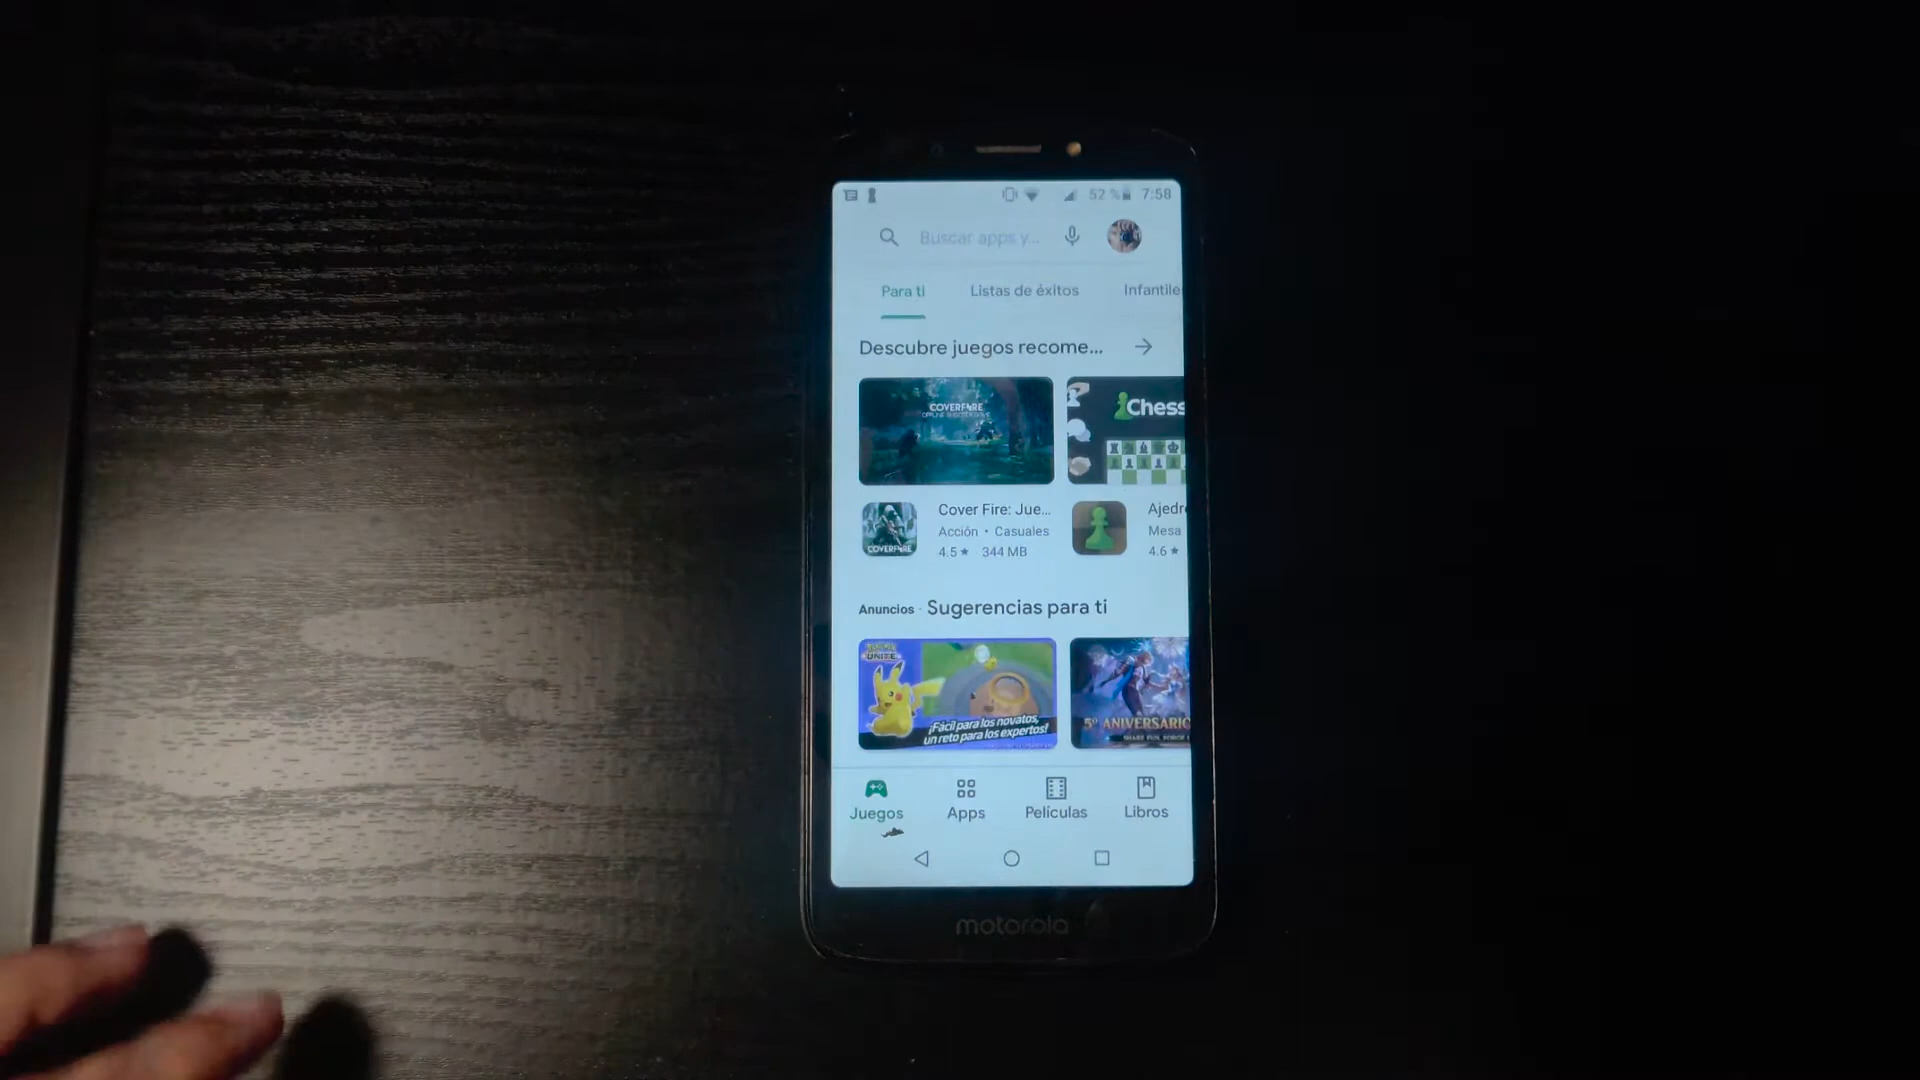 52 % 7:58
Buscar apps y...
Para ti Listas de éxitos Infantile
Descubre juegos recome...
COVERFIRE
Chess
Cover Fire: Jue...
Acción • Casuales
4.5 ★ 344 MB
COVERFIRE
Ajedr
Mesa
4.6 ★
Anuncios · Sugerencias para ti
UNITE
¡Fácil para los novatos,
un reto para los expertos!
5º ANIVERSARIO
Juegos Apps Películas Libros
motorola